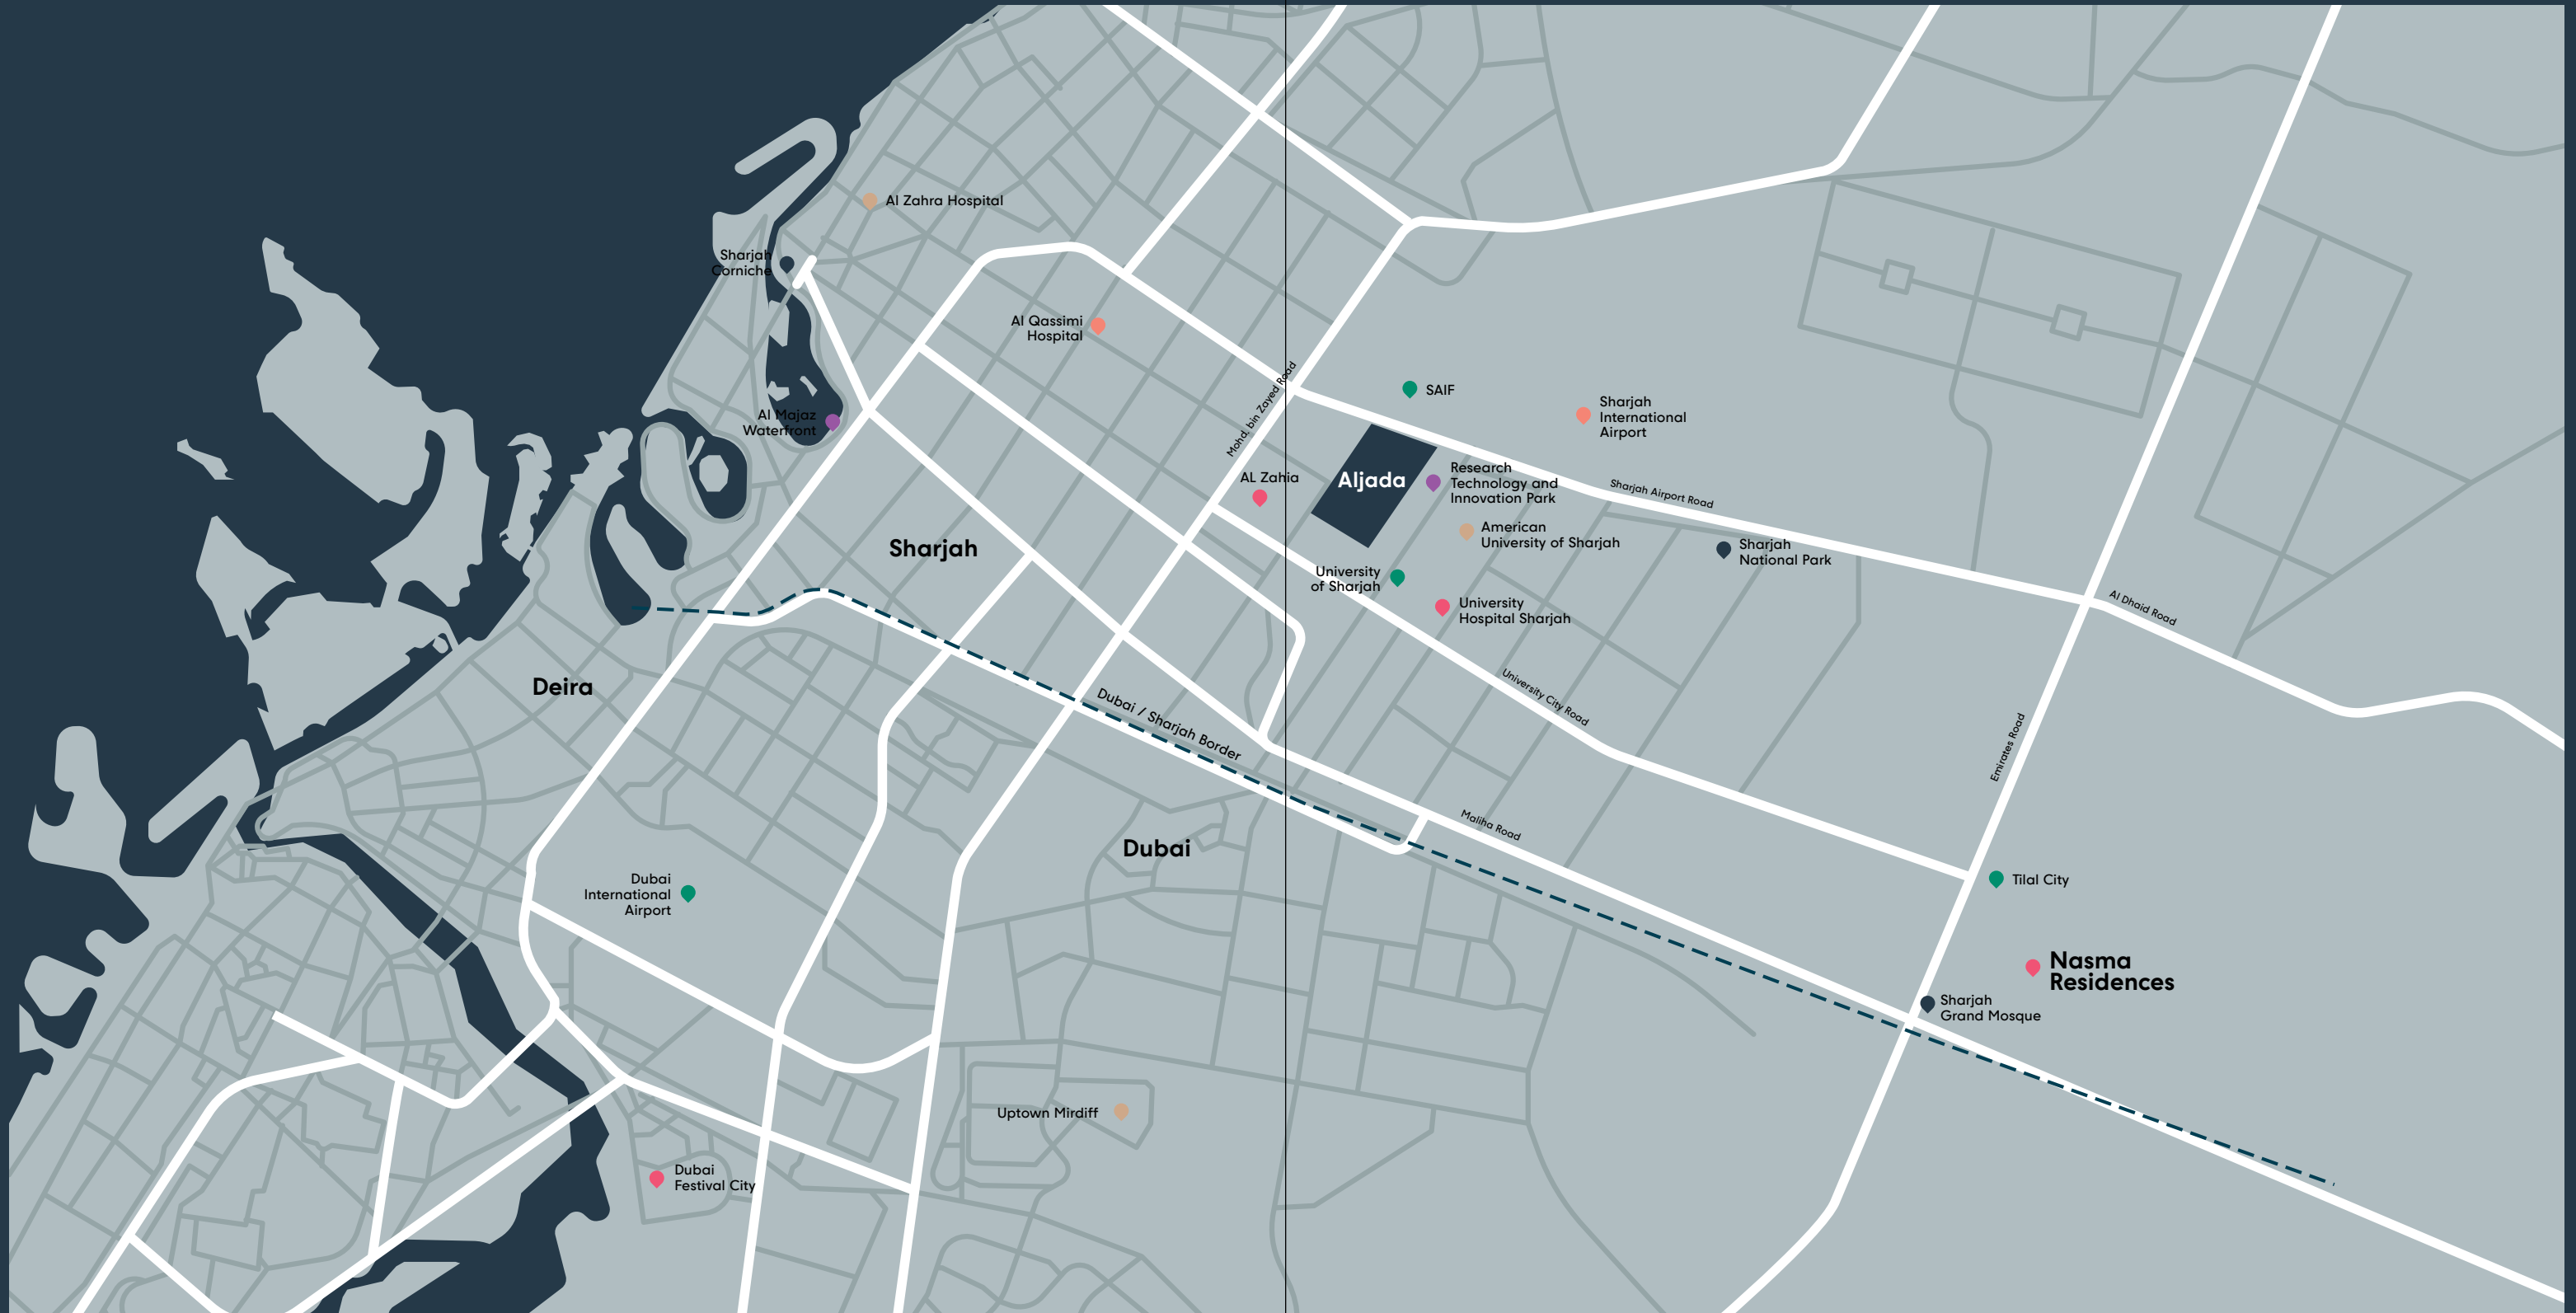 Al Zahra Hospital
Sharjah
Corniche
Al Qassimi
Hospital
Al Majaz
Waterfront
Mohd. bin Zayed Road
SAIF
Sharjah
International
Airport
AL Zahia
Aljada
Research
Technology and
Innovation Park
Sharjah Airport Road
American
University of Sharjah
Sharjah
National Park
University
of Sharjah
University
Hospital Sharjah
Al Dhaid Road
Sharjah
Deira
Dubai / Sharjah Border
University City Road
Emirates Road
Maliha Road
Dubai
Dubai
International
Airport
Tilal City
Nasma
Residences
Sharjah
Grand Mosque
Uptown Mirdiff
Dubai
Festival City